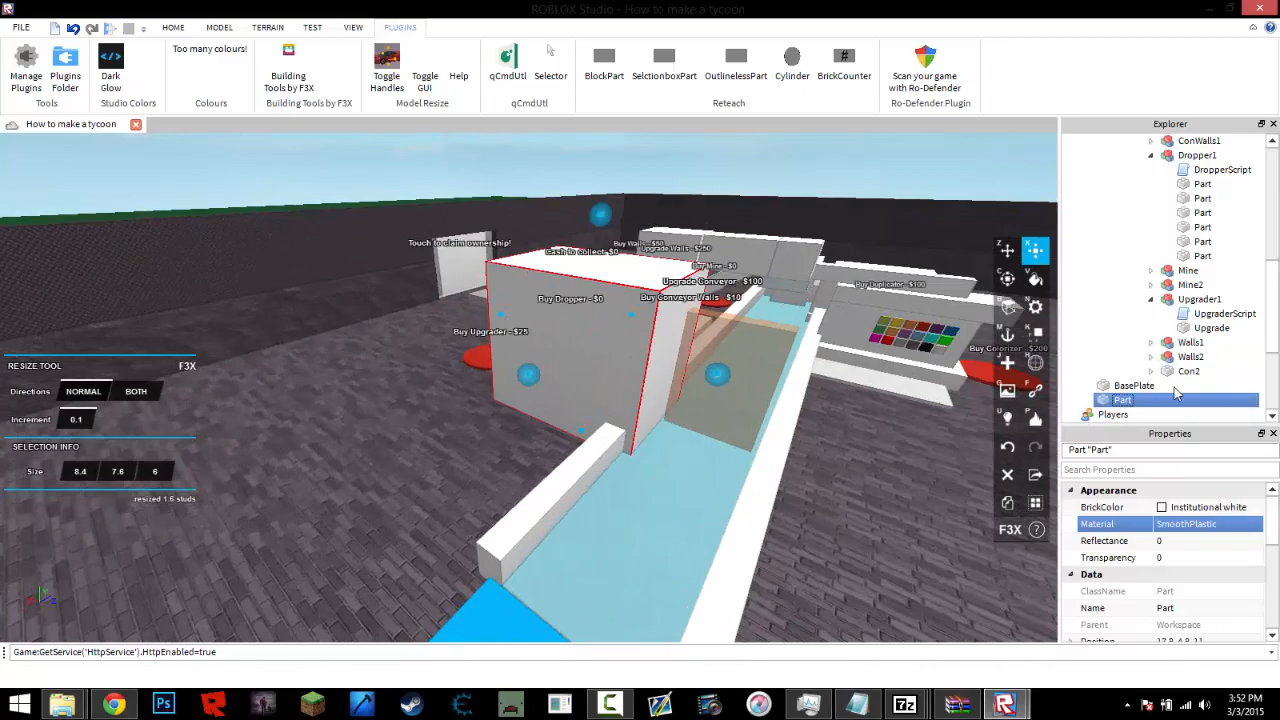 ROBLOX Studio - How to make a tycoon
FILE HOME MODEL TERRAIN TEST VIEW PLUGINS
Manage Plugins
Plugins Folder
Tools
Dark Glow
Studio Colors
Too many colours!
Colours
Building Tools by F3X
Building Tools by F3X
Toggle Handles
Toggle GUI
Help
Model Resize
qCmdUtl
Selector
qCmdUtl
BlockPart
SelctionboxPart
OutlinelessPart
Cylinder
BrickCounter
Reteach
Scan your game with Ro-Defender
Ro-Defender Plugin
How to make a tycoon
Touch to claim ownership!
Cash to collect: $0
Buy Walls - $50
Upgrade Walls - $250
Buy Mine - $0
Upgrade Conveyor - $100
Buy Dropper - $0
Buy Conveyor Walls - $10
Buy Duplicator - $100
Buy Upgrader - $25
Buy Colorizer - $200
RESIZE TOOL F3X
Directions NORMAL BOTH
Increment 0.1
SELECTION INFO
Size 8.4 7.6 6
resized 1.6 studs
F3X ?
Explorer
ConWalls1
Dropper1
DropperScript
Part
Part
Part
Part
Part
Part
Mine
Mine2
Upgrader1
UpgraderScript
Upgrade
Walls1
Walls2
Con2
BasePlate
Part
Players
Properties
Part "Part"
Search Properties
Appearance
BrickColor Institutional white
Material SmoothPlastic
Reflectance 0
Transparency 0
Data
ClassName Part
Name Part
Parent Workspace
Game:GetService('HttpService').HttpEnabled=true
3:52 PM
3/3/2015